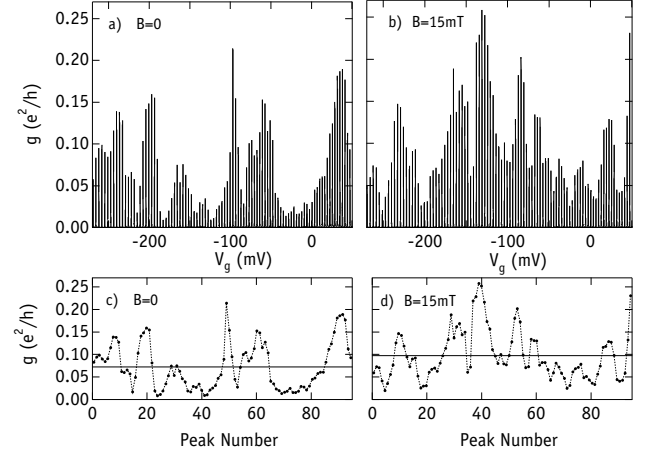 a) B=0
b) B=15mT
0.25
0.20
0.15
0.10
0.05
0.00
g (e²/h)
-200 -100 0
-200 -100 0
V_g (mV)
V_g (mV)
c) B=0
d) B=15mT
0.25
0.20
0.15
0.10
0.05
0.00
g (e²/h)
0 20 40 60 80
0 20 40 60 80
Peak Number
Peak Number